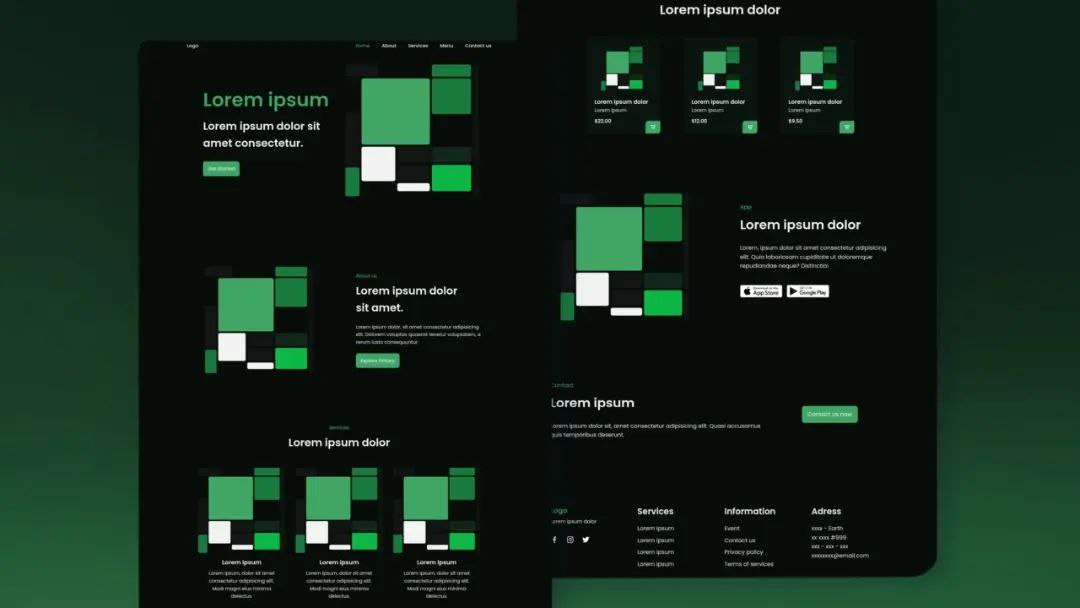 Logo
Home About Services Menu Contact us
Lorem ipsum
Lorem ipsum dolor sit
amet consectetur.
Get Started
About us
Lorem ipsum dolor
sit amet.
Lorem ipsum dolor, sit amet consectetur adipisicing
elit. Dolorem voluptas quaerat tenetur voluptatem, a
rerum iusto consequuntur.
Explore History
Services
Lorem ipsum dolor
Lorem ipsum
Lorem ipsum dolor sit amet
consectetur adipisicing elit.
Modi magni eius minima
delectus.
Lorem ipsum
Lorem ipsum dolor sit amet
consectetur adipisicing elit.
Modi magni eius minima
delectus.
Lorem ipsum
Lorem ipsum dolor sit amet
consectetur adipisicing elit.
Modi magni eius minima
delectus.
Lorem ipsum dolor
Lorem ipsum dolor
Lorem ipsum
$22.00
Lorem ipsum dolor
Lorem ipsum
$12.00
Lorem ipsum dolor
Lorem ipsum
$9.50
App
Lorem ipsum dolor
Lorem, ipsum dolor sit amet consectetur adipisicing
elit. Quia laboriosam cupiditate ut doloremque
repudiandae neque? Distinctio!
App Store
Google Play
Contact
Lorem ipsum
Lorem ipsum dolor sit, amet consectetur adipisicing elit. Quasi accusamus
quis temporibus deserunt.
Contact us now
Logo
Lorem ipsum dolor
Services
Lorem ipsum
Lorem ipsum
Lorem ipsum
Lorem ipsum
Information
Event
Contact us
Privacy policy
Terms of services
Adress
xxxx - Earth
xx xxxx #999
xxx - xxx - xxx
xxxxxxxx@email.com